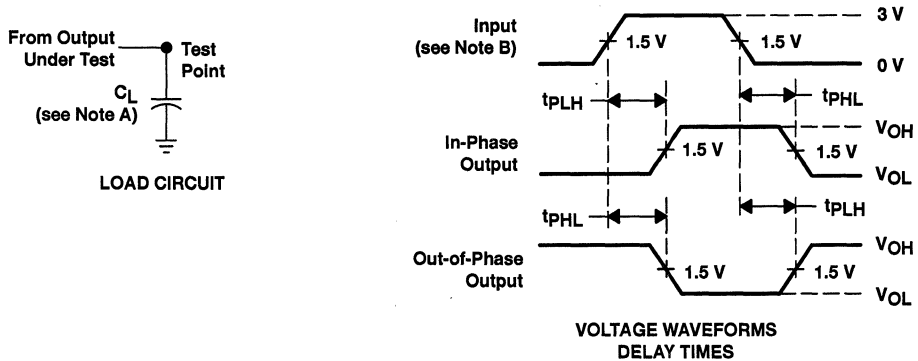 From Output
Under Test
Test
Point
CL
(see Note A)
LOAD CIRCUIT
Input
(see Note B)
1.5 V
1.5 V
3 V
0 V
tPLH
tPHL
In-Phase
Output
1.5 V
1.5 V
VOH
VOL
tPHL
tPLH
Out-of-Phase
Output
1.5 V
1.5 V
VOH
VOL
VOLTAGE WAVEFORMS
DELAY TIMES